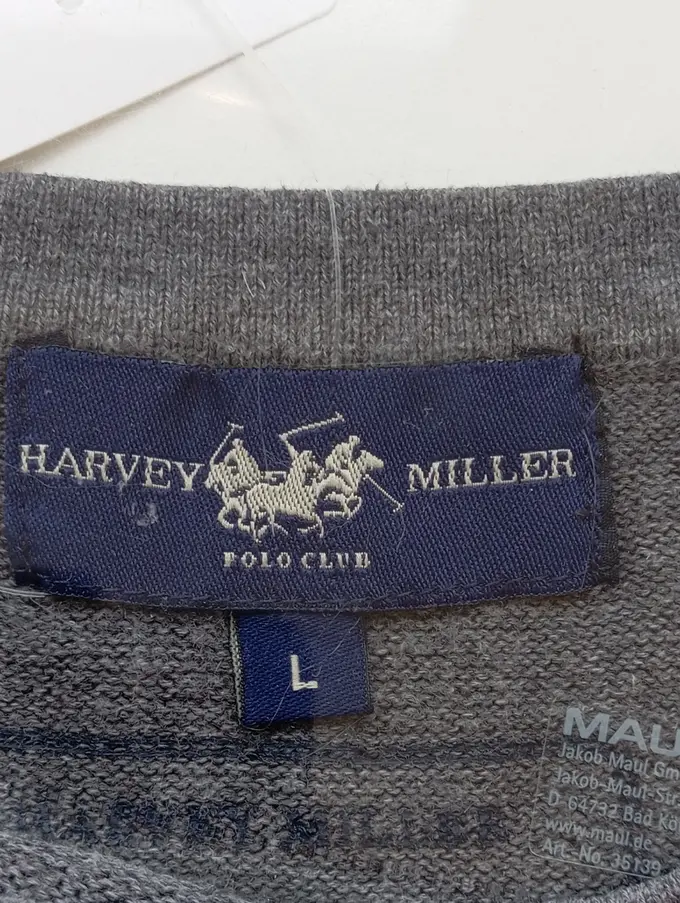 HARVEY MILLER
POLO CLUB
L
MAUL
Jakob Maul Gm
Jakob-Maul-Str
D-64732 Bad Kö
www.maul.de
Art.-No. 35139